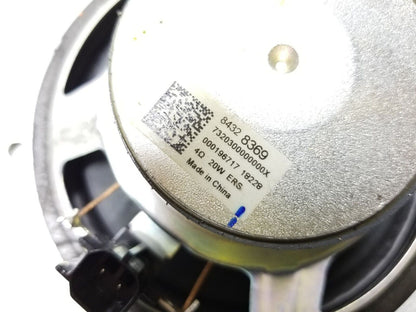 8432 8369
7320300000000X
000196717 18228
4Ω 20W ERS
Made in China